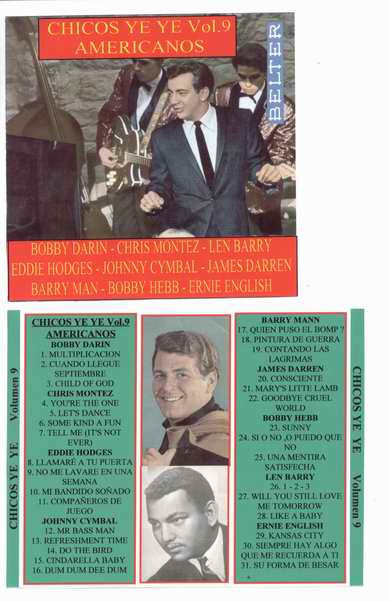 CHICOS YE YE Vol.9
AMERICANOS
BELTER
BOBBY DARIN - CHRIS MONTEZ - LEN BARRY
EDDIE HODGES - JOHNNY CYMBAL - JAMES DARREN
BARRY MAN - BOBBY HEBB - ERNIE ENGLISH
CHICOS YE YE Volumen 9
CHICOS YE YE Vol.9
AMERICANOS
BOBBY DARIN
1. MULTIPLICACION
2. CUANDO LLEGUE
SEPTIEMBRE
3. CHILD OF GOD
CHRIS MONTEZ
4. YOU'RE THE ONE
5. LET'S DANCE
6. SOME KIND A FUN
7. TELL ME (IT'S NOT
EVER)
EDDIE HODGES
8. LLAMARÉ A TU PUERTA
9. NO ME LAVARE EN UNA
SEMANA
10. MI BANDIDO SOÑADO
11. COMPAÑEROS DE
JUEGO
JOHNNY CYMBAL
12. MR BASS MAN
13. REFRESHMENT TIME
14. DO THE BIRD
15. CINDARELLA BABY
16. DUM DUM DEE DUM
BARRY MANN
17. QUIEN PUSO EL BOMP ?
18. PINTURA DE GUERRA
19. CONTANDO LAS
LAGRIMAS
JAMES DARREN
20. CONSCIENTE
21. MARY'S LITTE LAMB
22. GOODBYE CRUEL
WORLD
BOBBY HEBB
23. SUNNY
24. SI O NO ,O PUEDE QUE
NO
25. UNA MENTIRA
SATISFECHA
LEN BARRY
26. 1 - 2 - 3
27. WILL YOU STILL LOVE
ME TOMORROW
28. LIKE A BABY
ERNIE ENGLISH
29. KANSAS CITY
30. SIEMPRE HAY ALGO
QUE ME RECUERDA A TI
31. SU FORMA DE BESAR
CHICOS YE YE Volumen 9